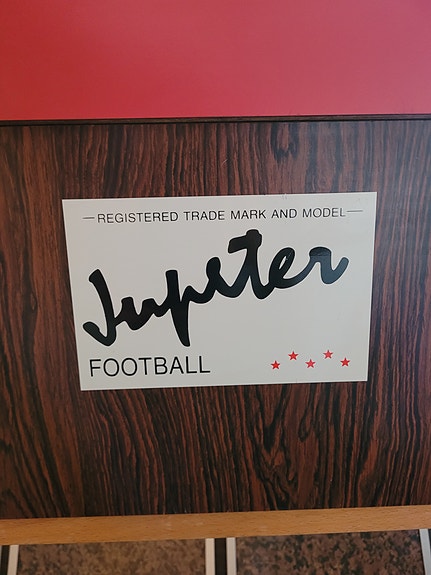 —REGISTERED TRADE MARK AND MODEL—
Jupiter
FOOTBALL